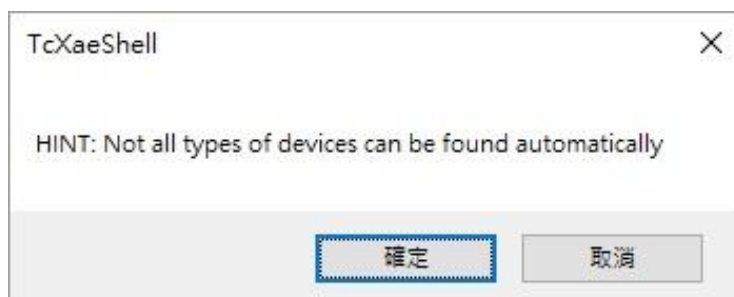 TcXaeShell
HINT: Not all types of devices can be found automatically
確定
取消